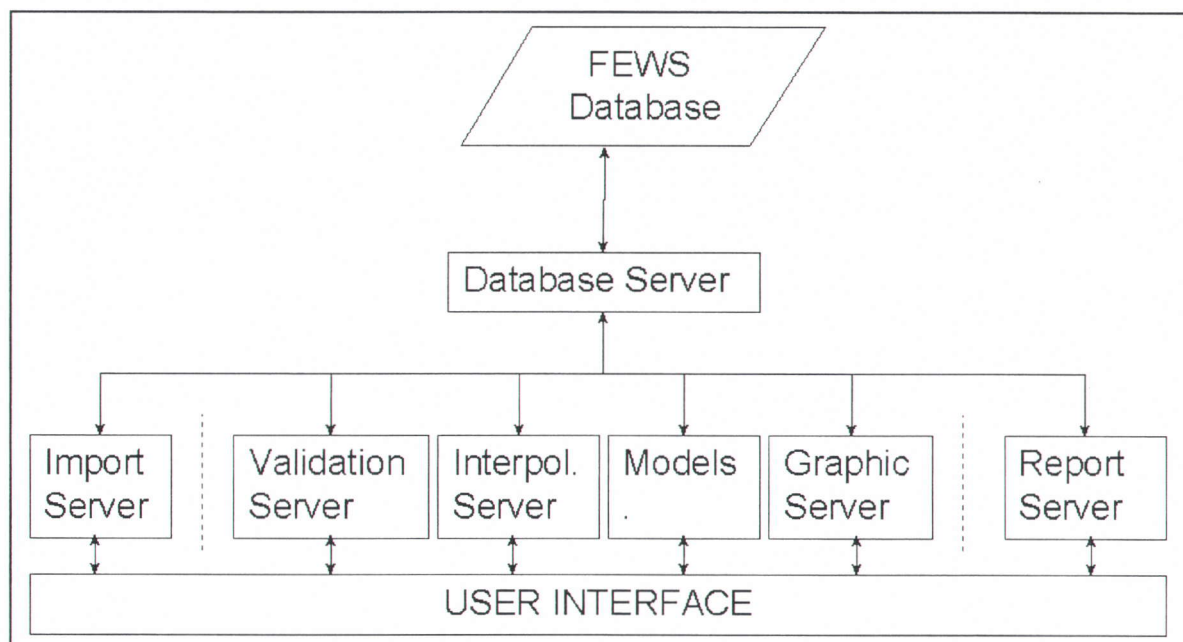 FEWS
Database
Database Server
Import
Server
Validation
Server
Interpol.
Server
Models
Graphic
Server
Report
Server
USER INTERFACE